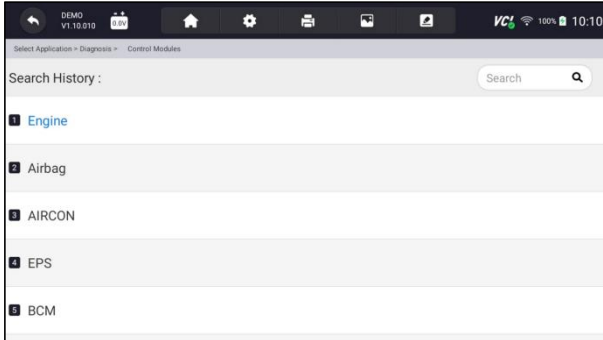 DEMO
V1.10.010
0.0V
VCI 100% 10:10
Select Application > Diagnosis > Control Modules
Search History :
Search
1 Engine
2 Airbag
3 AIRCON
4 EPS
5 BCM